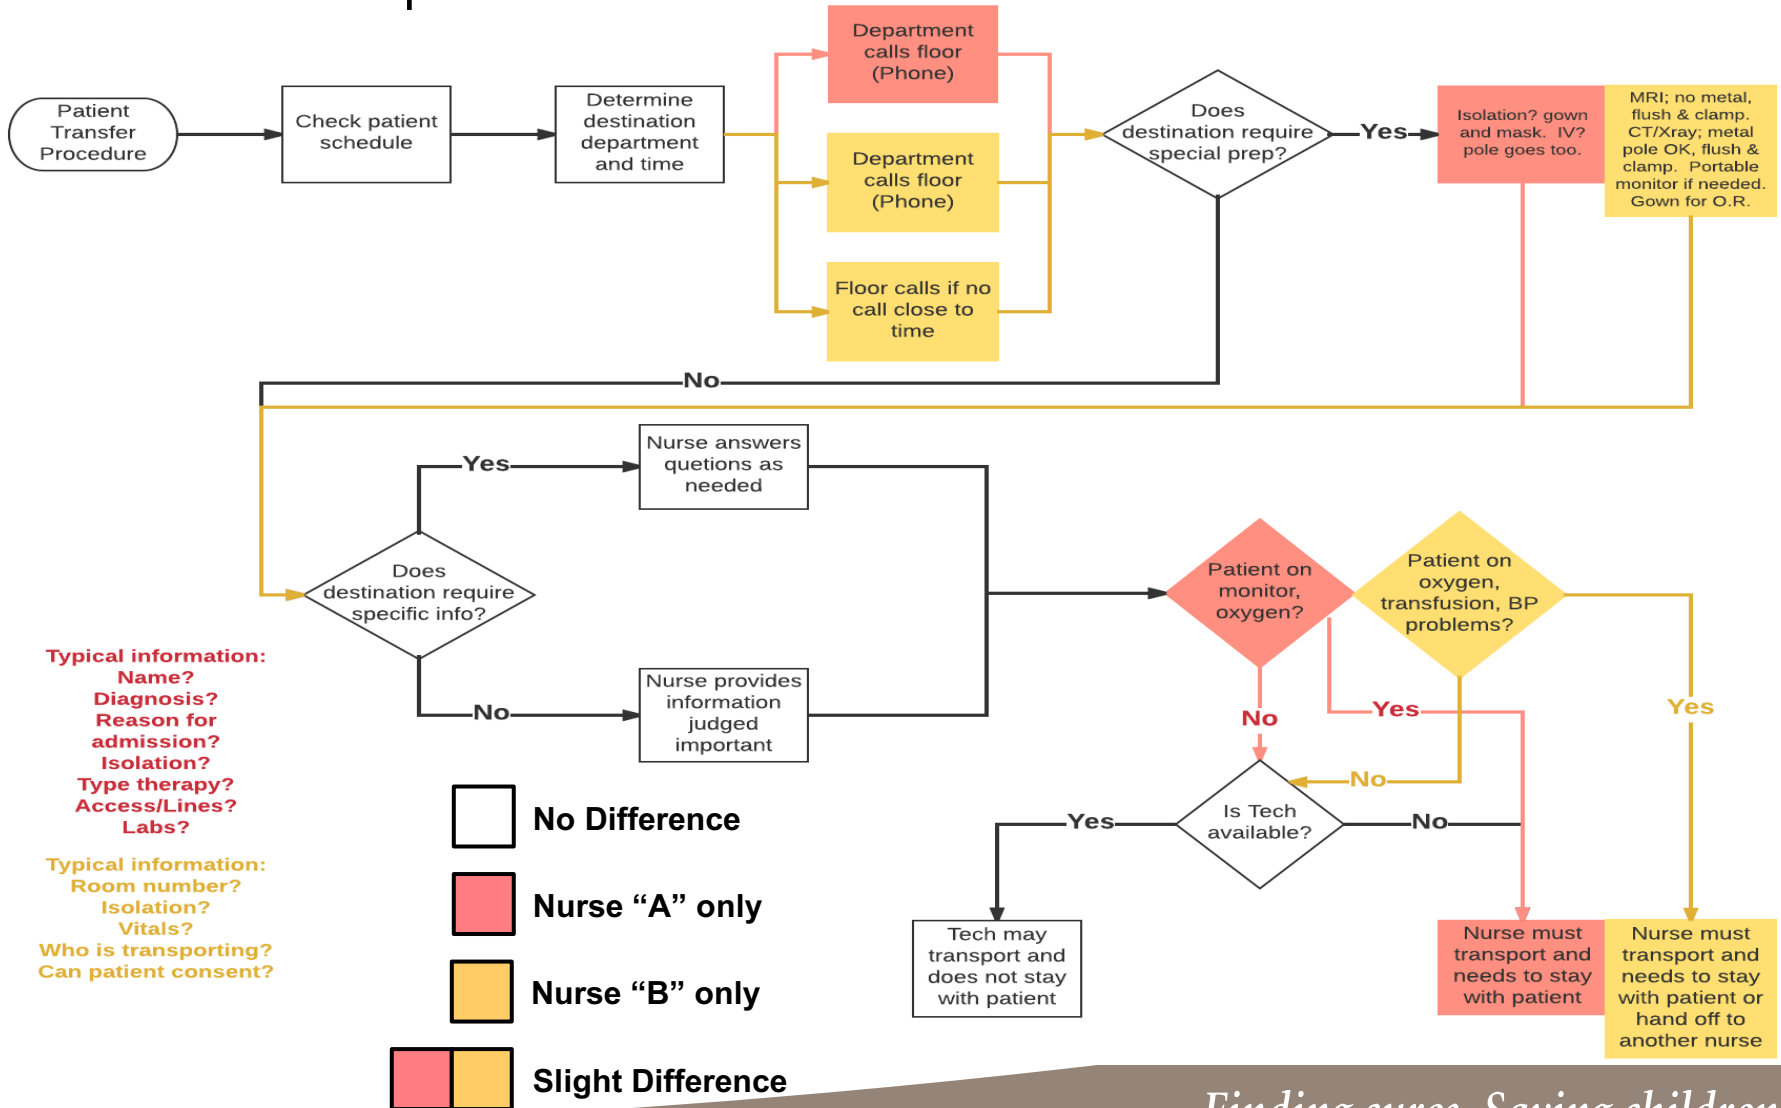 Patient
Transfer
Procedure
Check patient
schedule
Determine
destination
department
and time
Department
calls floor
(Phone)
Department
calls floor
(Phone)
Floor calls if no
call close to
time
Does
destination require
special prep?
Yes
Isolation? gown
and mask. IV?
pole goes too.
MRI; no metal,
flush & clamp.
CT/Xray; metal
pole OK, flush &
clamp. Portable
monitor if needed.
Gown for O.R.
No
Does
destination require
specific info?
Yes
Nurse answers
quetions as
needed
No
Nurse provides
information
judged
important
Patient on
monitor,
oxygen?
Patient on
oxygen,
transfusion, BP
problems?
No
Yes
No
Yes
Is Tech
available?
Yes
No
Tech may
transport and
does not stay
with patient
Nurse must
transport and
needs to stay
with patient
Nurse must
transport and
needs to stay
with patient or
hand off to
another nurse
Typical information:
Name?
Diagnosis?
Reason for
admission?
Isolation?
Type therapy?
Access/Lines?
Labs?
Typical information:
Room number?
Isolation?
Vitals?
Who is transporting?
Can patient consent?
No Difference
Nurse “A” only
Nurse “B” only
Slight Difference
Finding cures. Saving children